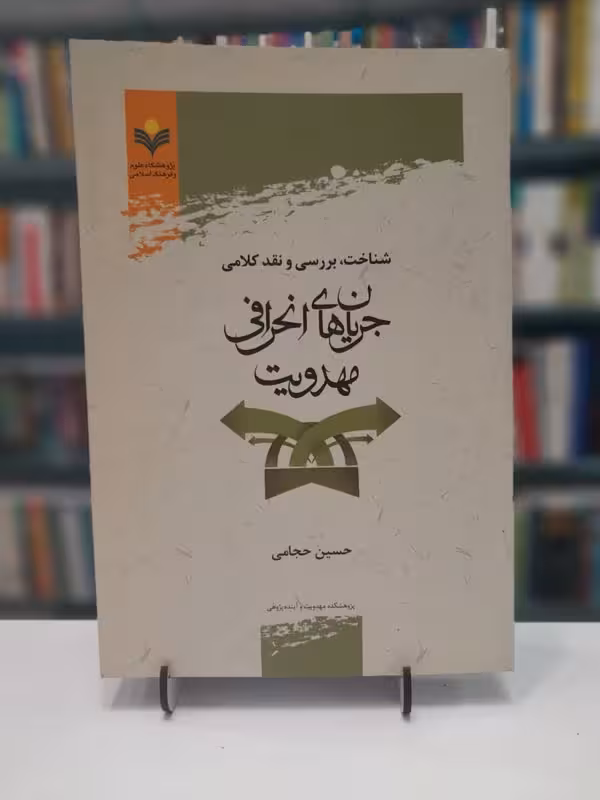 پژوهشگاه علوم
و فرهنگ اسلامی
شناخت، بررسی و نقد کلامی
جریان‌های انحرافی
مهدویت
حسین حجامی
پژوهشکده مهدویت و آینده‌پژوهی